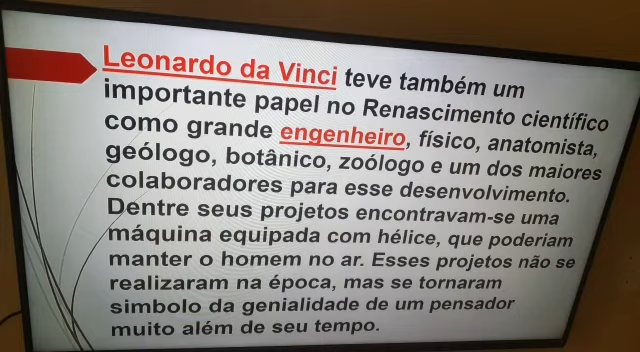 Leonardo da Vinci teve também um
importante papel no Renascimento científico
como grande engenheiro, físico, anatomista,
geólogo, botânico, zoólogo e um dos maiores
colaboradores para esse desenvolvimento.
Dentre seus projetos encontravam-se uma
máquina equipada com hélice, que poderiam
manter o homem no ar. Esses projetos não se
realizaram na época, mas se tornaram
simbolo da genialidade de um pensador
muito além de seu tempo.